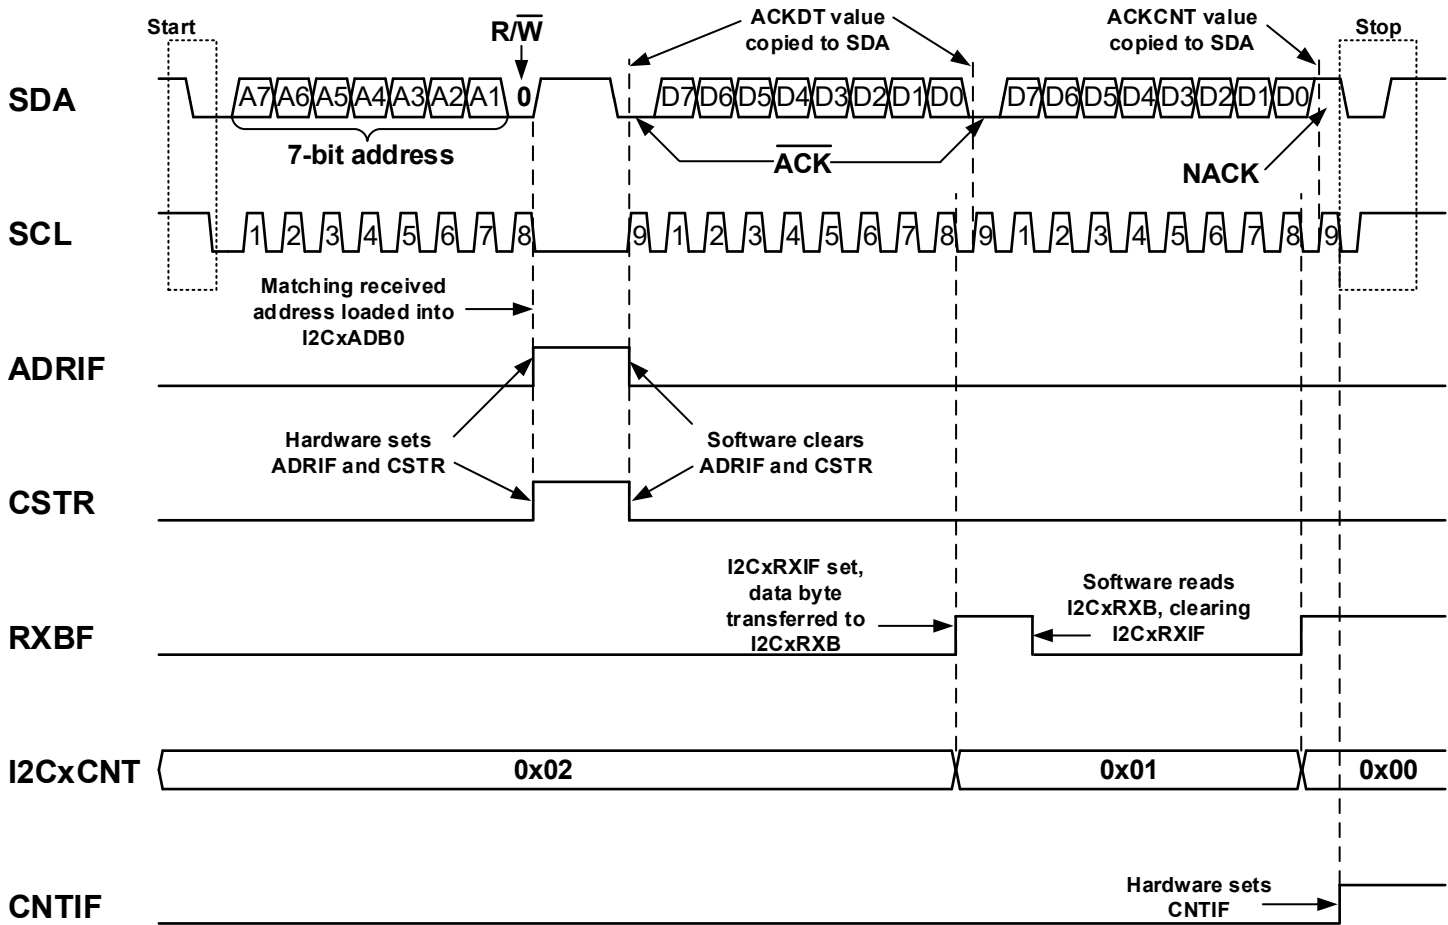 Start
R/W
ACKDT value
copied to SDA
ACKCNT value
copied to SDA
Stop
SDA
A7 A6 A5 A4 A3 A2 A1 0 D7 D6 D5 D4 D3 D2 D1 D0 D7 D6 D5 D4 D3 D2 D1 D0
7-bit address
ACK
NACK
SCL
1 2 3 4 5 6 7 8 9 1 2 3 4 5 6 7 8 9 1 2 3 4 5 6 7 8 9
Matching received
address loaded into
I2CxADB0
ADRIF
Hardware sets
ADRIF and CSTR
Software clears
ADRIF and CSTR
CSTR
I2CxRXIF set,
data byte
transferred to
I2CxRXB
Software reads
I2CxRXB, clearing
I2CxRXIF
RXBF
I2CxCNT
0x02
0x01
0x00
Hardware sets
CNTIF
CNTIF